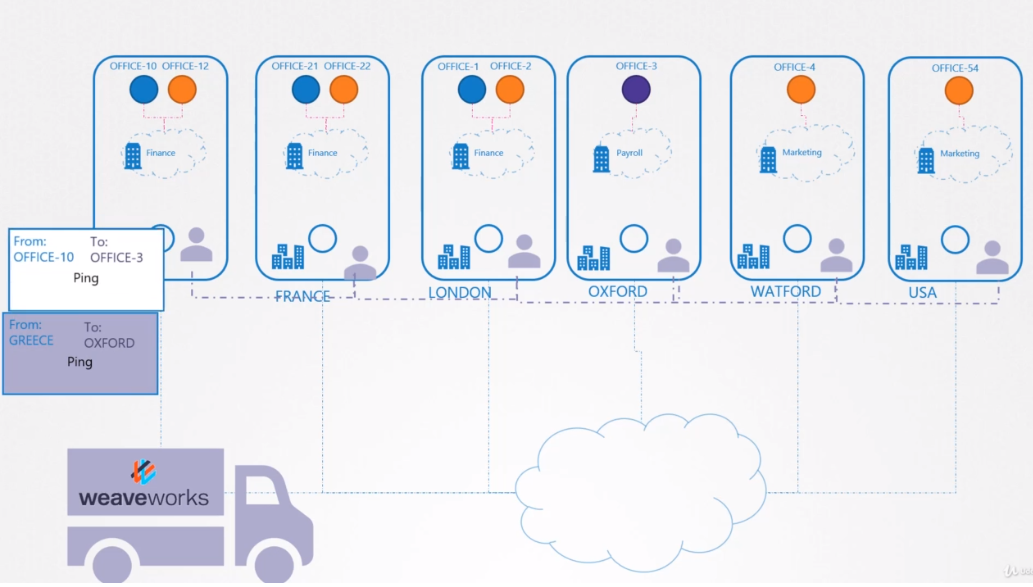 OFFICE-10 OFFICE-12
OFFICE-21 OFFICE-22
OFFICE-1 OFFICE-2
OFFICE-3
OFFICE-4
OFFICE-54
Finance
Finance
Finance
Payroll
Marketing
Marketing
From: To:
OFFICE-10 OFFICE-3
Ping
FRANCE
LONDON
OXFORD
WATFORD
USA
From: To:
GREECE OXFORD
Ping
weaveworks